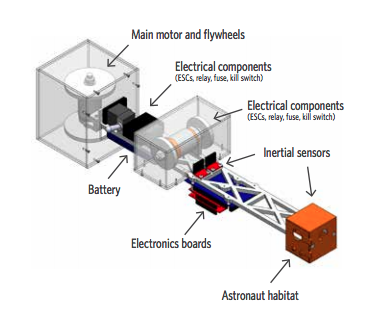 Main motor and flywheels
Electrical components
(ESCs, relay, fuse, kill switch)
Electrical components
(ESCs, relay, fuse, kill switch)
Inertial sensors
Battery
Electronics boards
Astronaut habitat